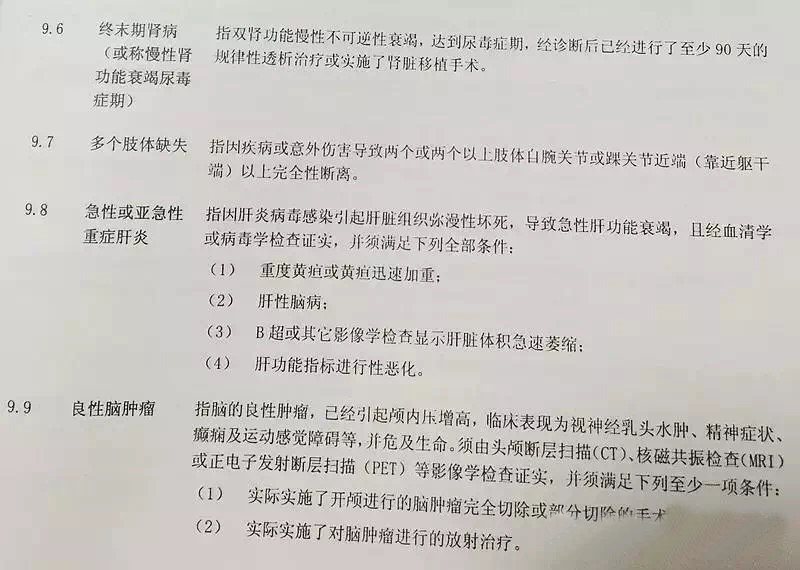 9.6 终末期肾病 指双肾功能慢性不可逆性衰竭，达到尿毒症期，经诊断后已经进行了至少 90 天的
（或称慢性肾 规律性透析治疗或实施了肾脏移植手术。
功能衰竭尿毒
症期）
9.7 多个肢体缺失 指因疾病或意外伤害导致两个或两个以上肢体自腕关节或踝关节近端（靠近躯干
端）以上完全性断离。
9.8 急性或亚急性 指因肝炎病毒感染引起肝脏组织弥漫性坏死，导致急性肝功能衰竭，且经血清学
重症肝炎 或病毒学检查证实，并须满足下列全部条件：
（1） 重度黄疸或黄疸迅速加重；
（2） 肝性脑病；
（3） B 超或其它影像学检查显示肝脏体积急速萎缩；
（4） 肝功能指标进行性恶化。
9.9 良性脑肿瘤 指脑的良性肿瘤，已经引起颅内压增高，临床表现为视神经乳头水肿、精神症状、
癫痫及运动感觉障碍等，并危及生命。须由头颅断层扫描（CT）、核磁共振检查（MRI）
或正电子发射断层扫描（PET）等影像学检查证实，并须满足下列至少一项条件：
（1） 实际实施了开颅进行的脑肿瘤完全切除或部分切除的手术
（2） 实际实施了对脑肿瘤进行的放射治疗。